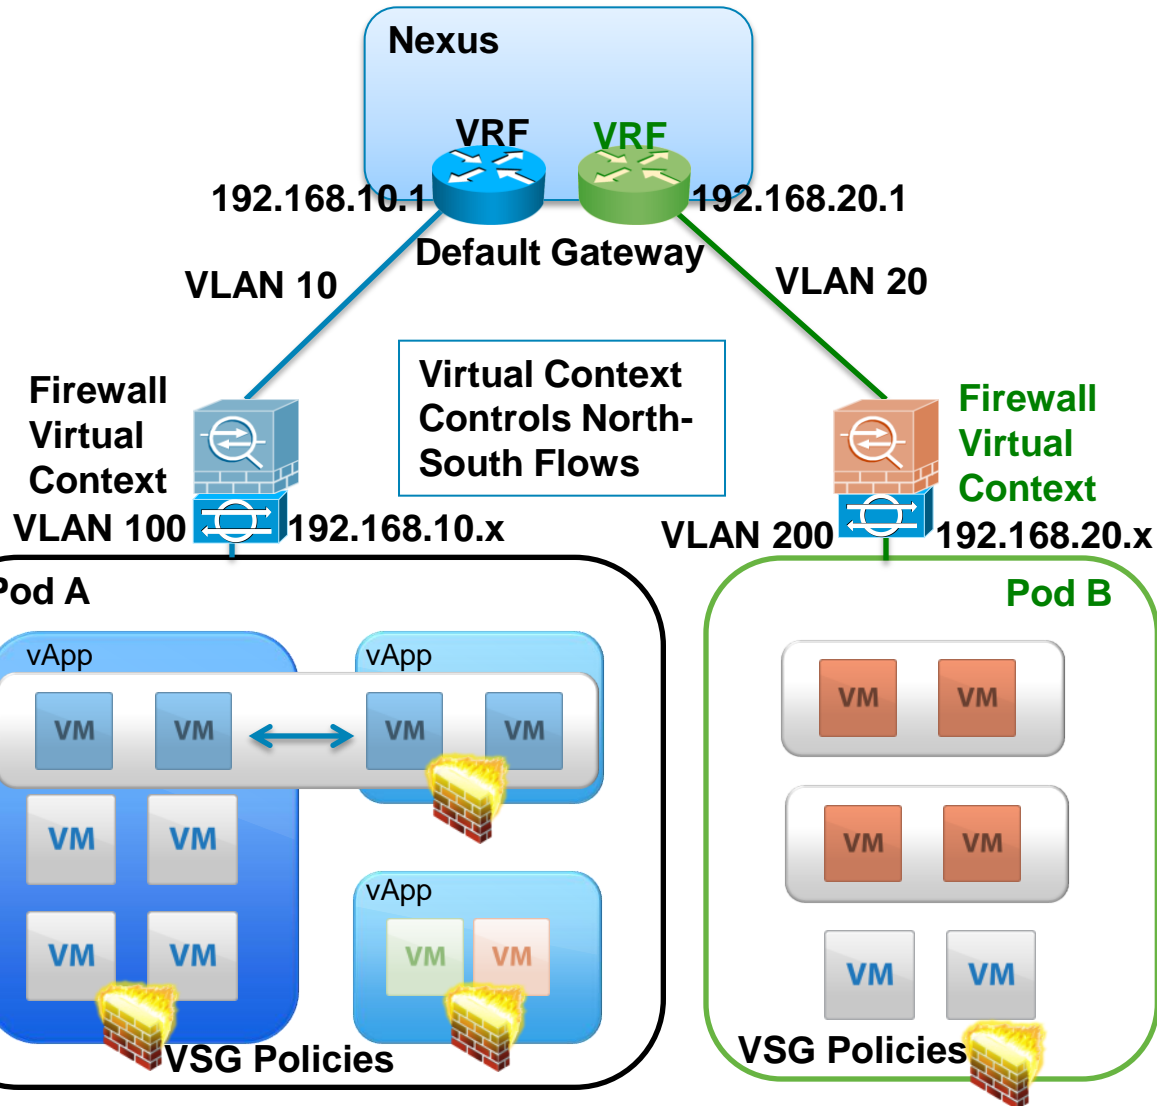 Nexus
VRF
VRF
192.168.10.1
192.168.20.1
Default Gateway
VLAN 10
VLAN 20
Virtual Context
Controls North-
South Flows
Firewall
Virtual
Context
Firewall
Virtual
Context
VLAN 100
192.168.10.x
VLAN 200
192.168.20.x
Pod A
Pod B
vApp
vApp
VM
VM
VM
VM
VM
VM
VM
VM
VM
VM
vApp
VM
VM
VM
VM
VM
VM
VM
VM
VSG Policies
VSG Policies